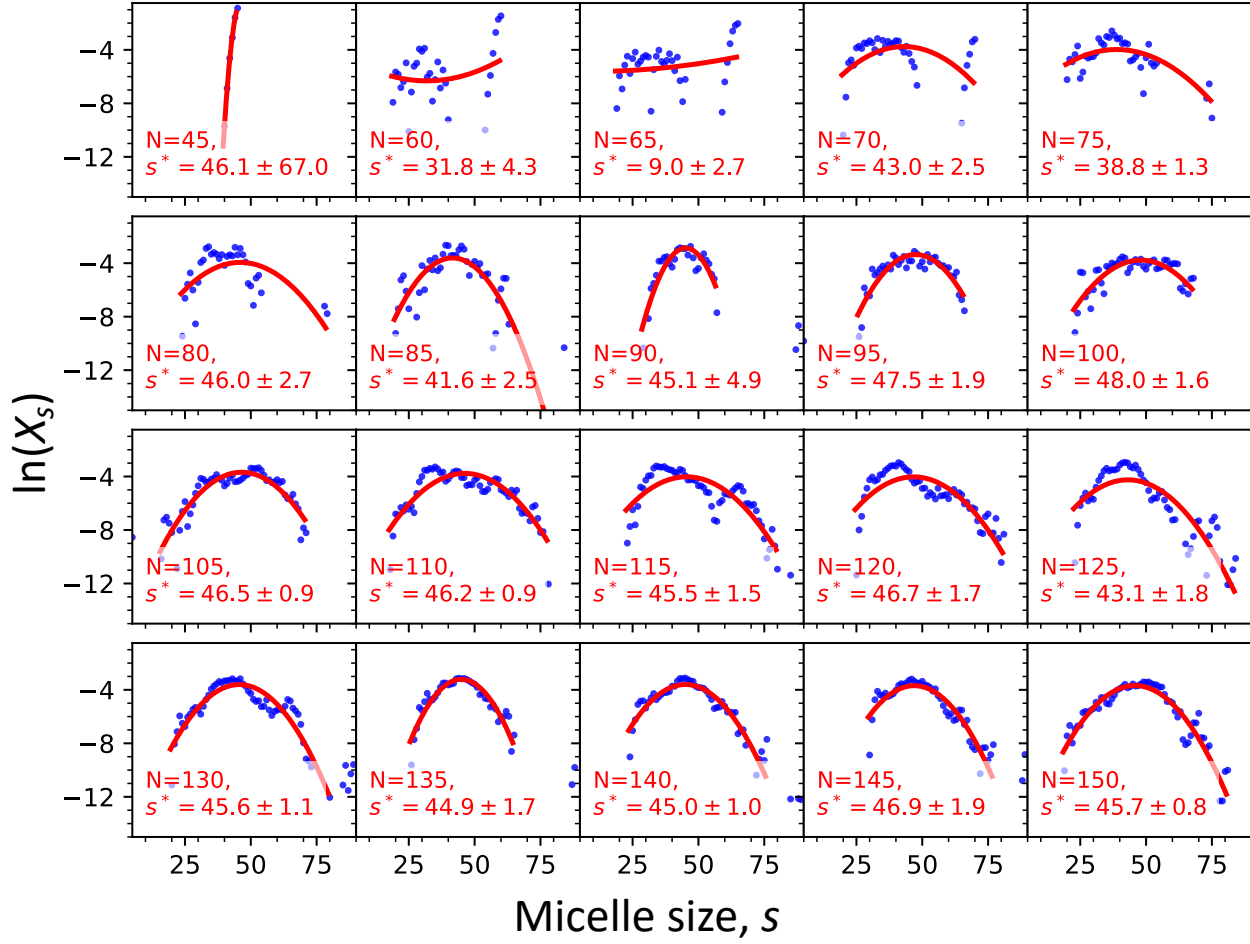 −4
−8
−12
N=45,
s* = 46.1 ± 67.0
N=60,
s* = 31.8 ± 4.3
N=65,
s* = 9.0 ± 2.7
N=70,
s* = 43.0 ± 2.5
N=75,
s* = 38.8 ± 1.3
−4
−8
−12
N=80,
s* = 46.0 ± 2.7
N=85,
s* = 41.6 ± 2.5
N=90,
s* = 45.1 ± 4.9
N=95,
s* = 47.5 ± 1.9
N=100,
s* = 48.0 ± 1.6
ln(Xₛ)
−4
−8
−12
N=105,
s* = 46.5 ± 0.9
N=110,
s* = 46.2 ± 0.9
N=115,
s* = 45.5 ± 1.5
N=120,
s* = 46.7 ± 1.7
N=125,
s* = 43.1 ± 1.8
−4
−8
−12
N=130,
s* = 45.6 ± 1.1
N=135,
s* = 44.9 ± 1.7
N=140,
s* = 45.0 ± 1.0
N=145,
s* = 46.9 ± 1.9
N=150,
s* = 45.7 ± 0.8
25 50 75 25 50 75 25 50 75 25 50 75 25 50 75
Micelle size, s